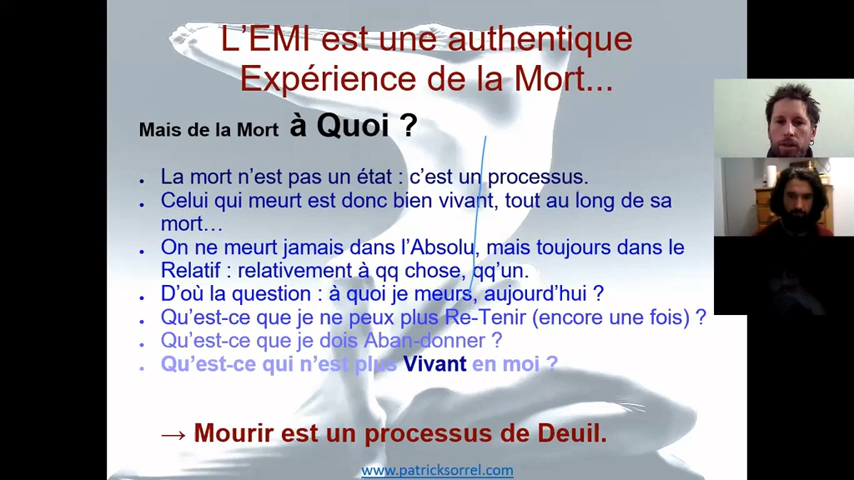 L'EMI est une authentique
Expérience de la Mort...
Mais de la Mort à Quoi ?
• La mort n'est pas un état : c'est un processus.
• Celui qui meurt est donc bien vivant, tout au long de sa
mort…
• On ne meurt jamais dans l'Absolu, mais toujours dans le
Relatif : relativement à qq chose, qq'un.
• D'où la question : à quoi je meurs, aujourd'hui ?
• Qu'est-ce que je ne peux plus Re-Tenir (encore une fois) ?
• Qu'est-ce que je dois Aban-donner ?
• Qu'est-ce qui n'est plus Vivant en moi ?
→ Mourir est un processus de Deuil.
www.patricksorrel.com